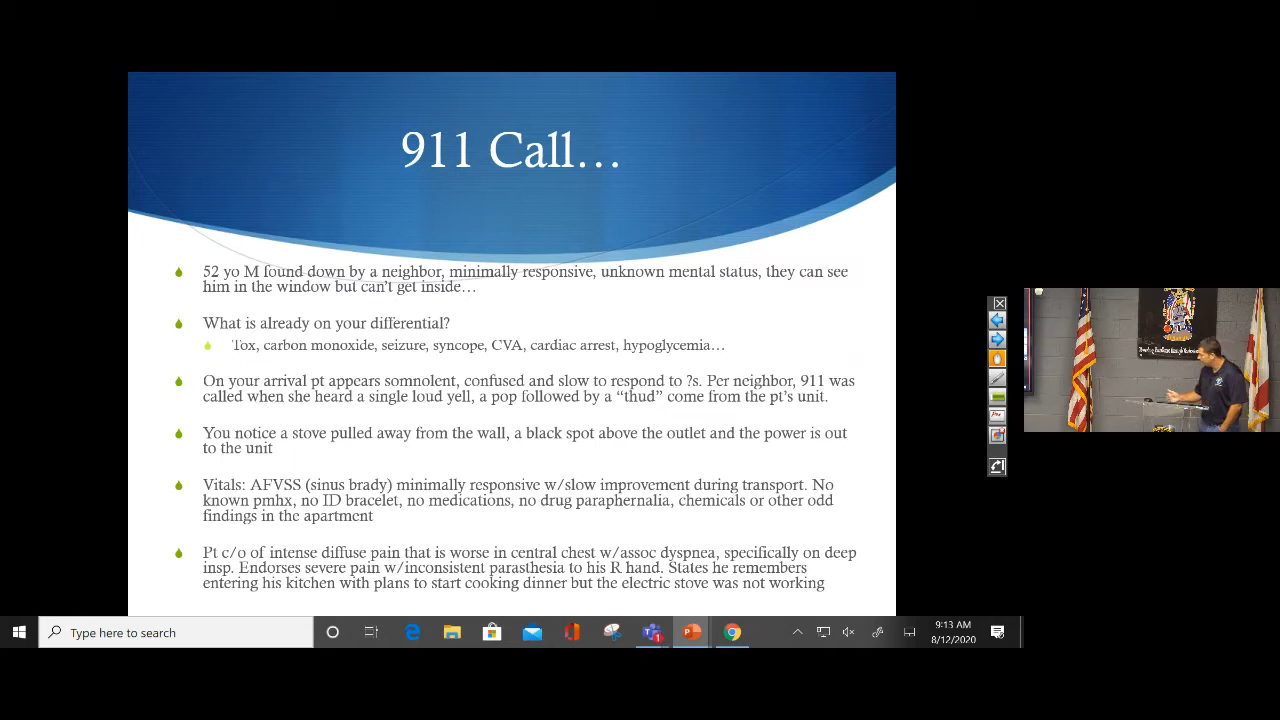 911 Call…
52 yo M found down by a neighbor, minimally responsive, unknown mental status, they can see
him in the window but can't get inside…
What is already on your differential?
Tox, carbon monoxide, seizure, syncope, CVA, cardiac arrest, hypoglycemia…
On your arrival pt appears somnolent, confused and slow to respond to ?s. Per neighbor, 911 was
called when she heard a single loud yell, a pop followed by a “thud” come from the pt's unit.
You notice a stove pulled away from the wall, a black spot above the outlet and the power is out
to the unit
Vitals: AFVSS (sinus brady) minimally responsive w/slow improvement during transport. No
known pmhx, no ID bracelet, no medications, no drug paraphernalia, chemicals or other odd
findings in the apartment
Pt c/o of intense diffuse pain that is worse in central chest w/assoc dyspnea, specifically on deep
insp. Endorses severe pain w/inconsistent parasthesia to his R hand. States he remembers
entering his kitchen with plans to start cooking dinner but the electric stove was not working
Type here to search
9:13 AM
8/12/2020